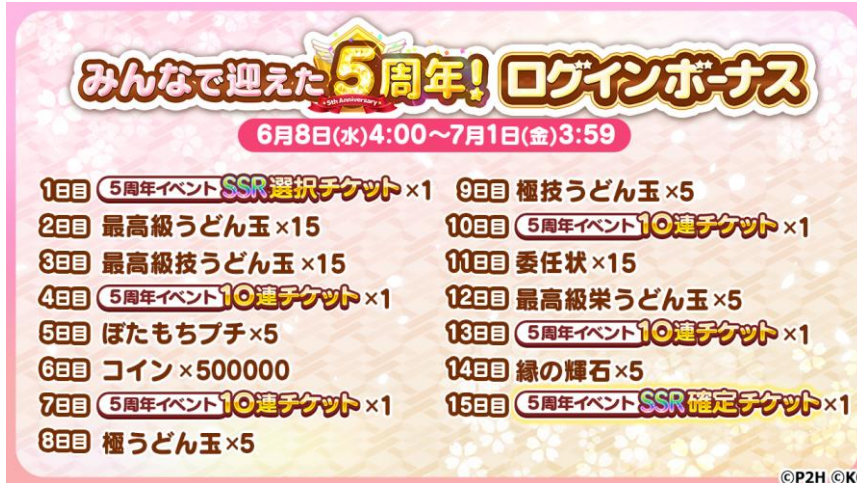 みんなで迎えた5周年!ログインボーナス
5th Anniversary
6月8日(水)4:00～7月1日(金)3:59
1日目 5周年イベントSSR選択チケット×1
2日目 最高級うどん玉×15
3日目 最高級技うどん玉×15
4日目 5周年イベント10連チケット×1
5日目 ぼたもちプチ×5
6日目 コイン×500000
7日目 5周年イベント10連チケット×1
8日目 極うどん玉×5
9日目 極技うどん玉×5
10日目 5周年イベント10連チケット×1
11日目 委任状×15
12日目 最高級栄うどん玉×5
13日目 5周年イベント10連チケット×1
14日目 縁の輝石×5
15日目 5周年イベントSSR確定チケット×1
©P2H ©K